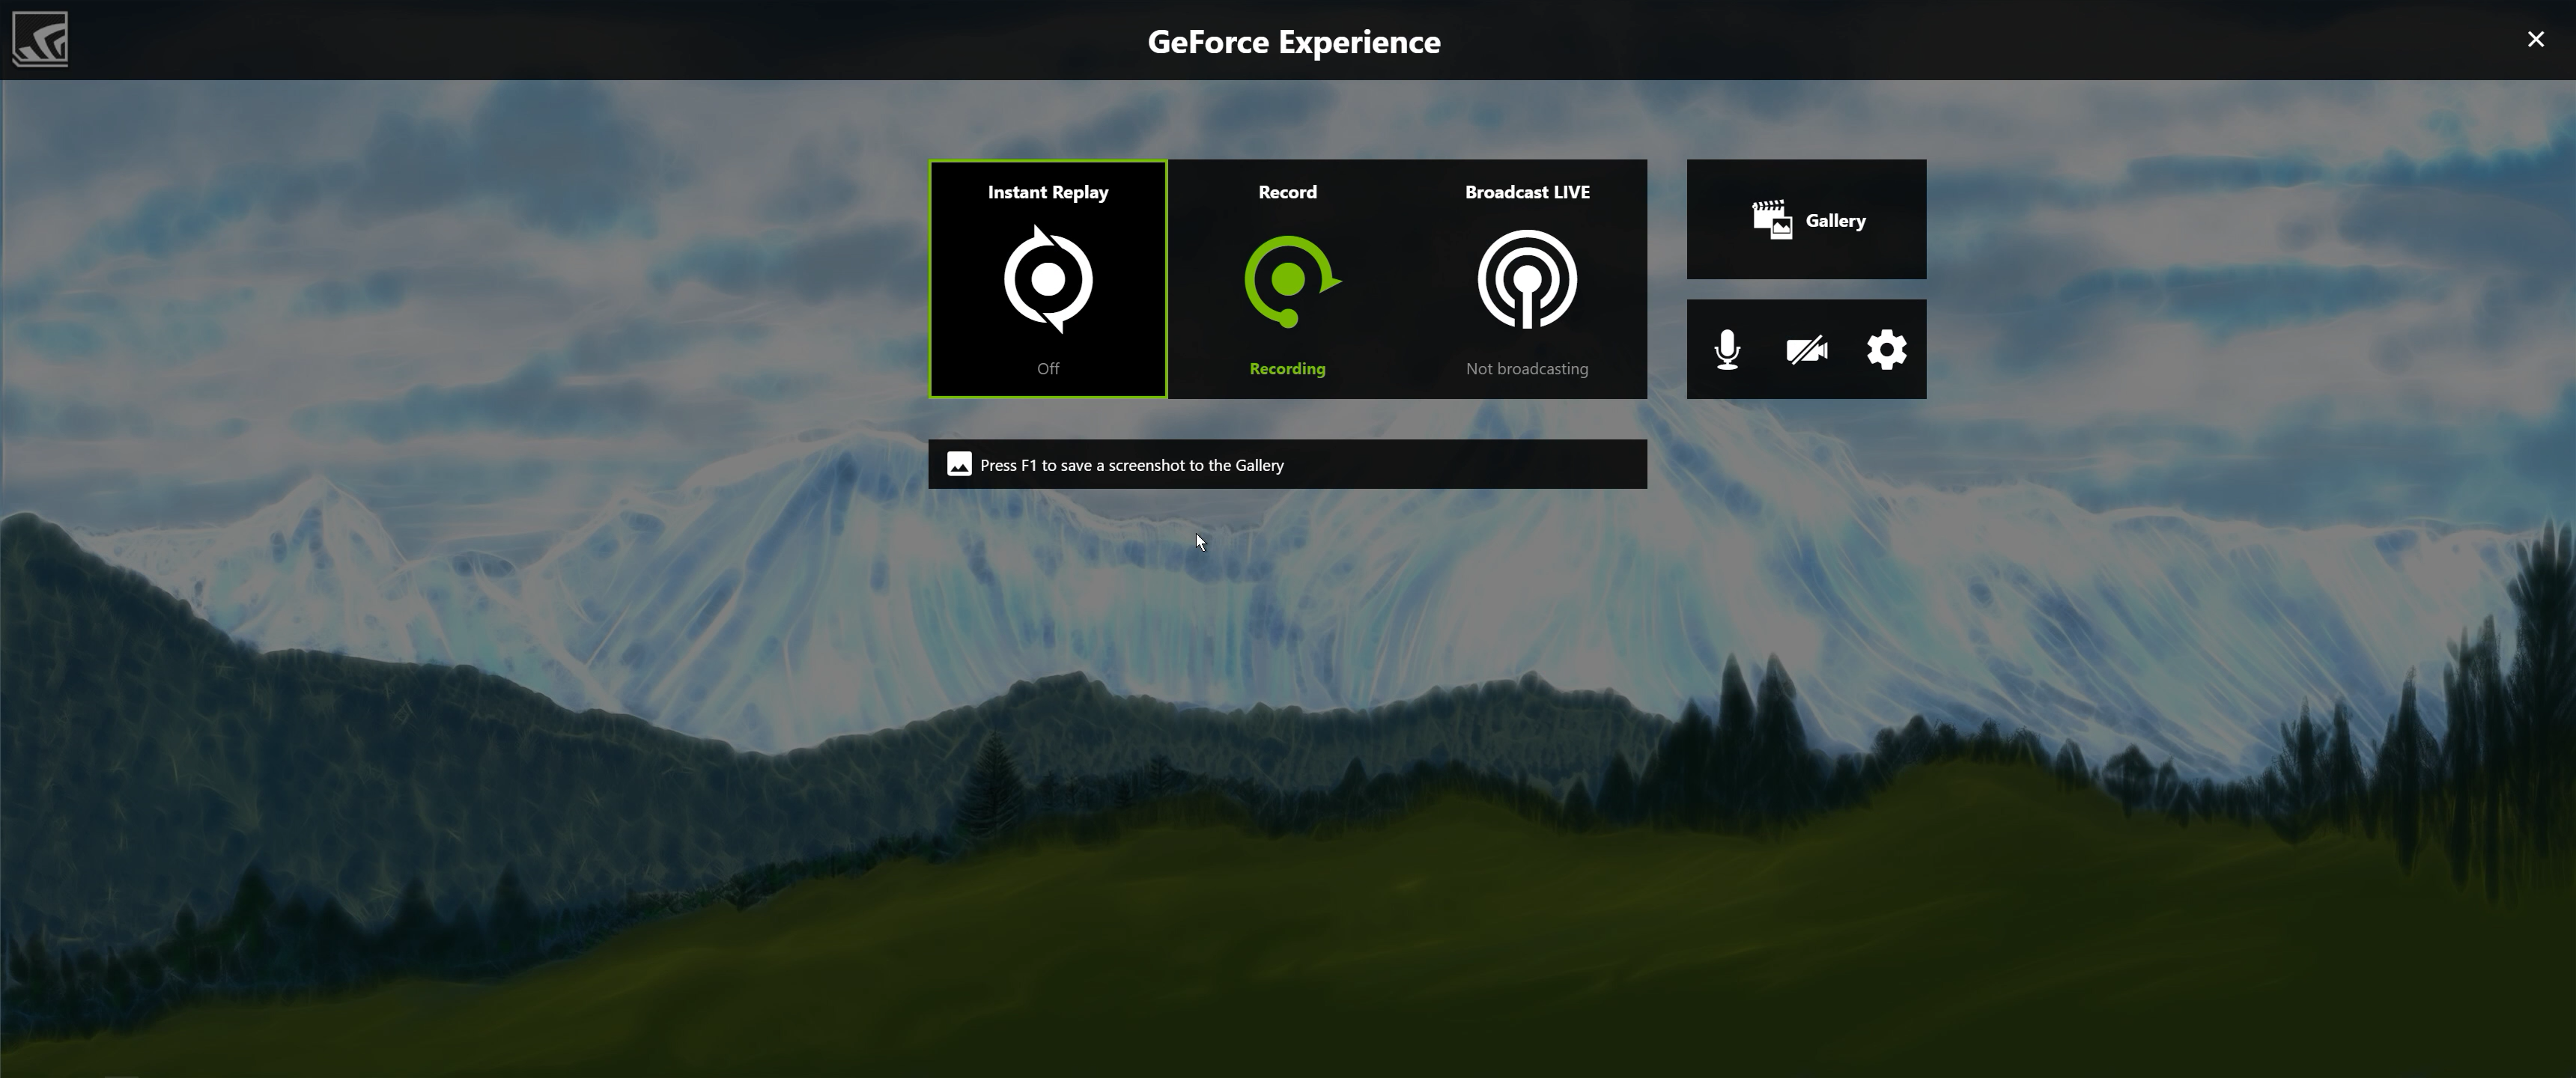 GeForce Experience
Instant Replay
Off
Record
Recording
Broadcast LIVE
Not broadcasting
Gallery
Press F1 to save a screenshot to the Gallery